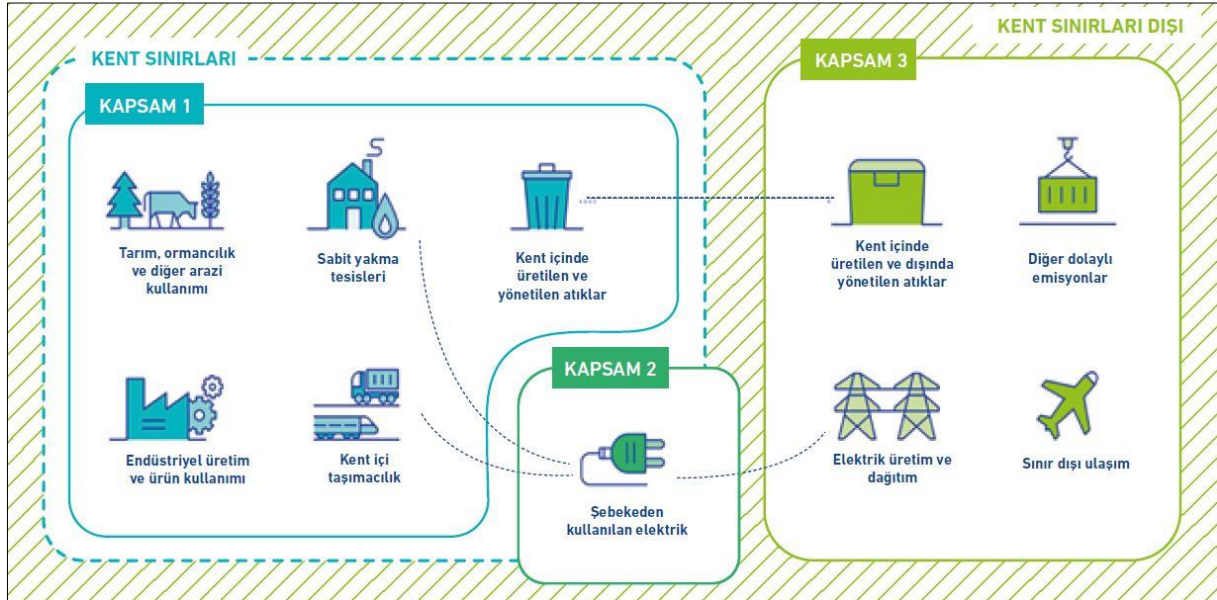 KENT SINIRLARI DIŞI
KENT SINIRLARI
KAPSAM 1
Tarım, ormancılık
ve diğer arazi
kullanımı
Sabit yakma
tesisleri
Kent içinde
üretilen ve
yönetilen atıklar
Endüstriyel üretim
ve ürün kullanımı
Kent içi
taşımacılık
KAPSAM 2
Şebekeden
kullanılan elektrik
KAPSAM 3
Kent içinde
üretilen ve dışında
yönetilen atıklar
Diğer dolaylı
emisyonlar
Elektrik üretim ve
dağıtım
Sınır dışı ulaşım